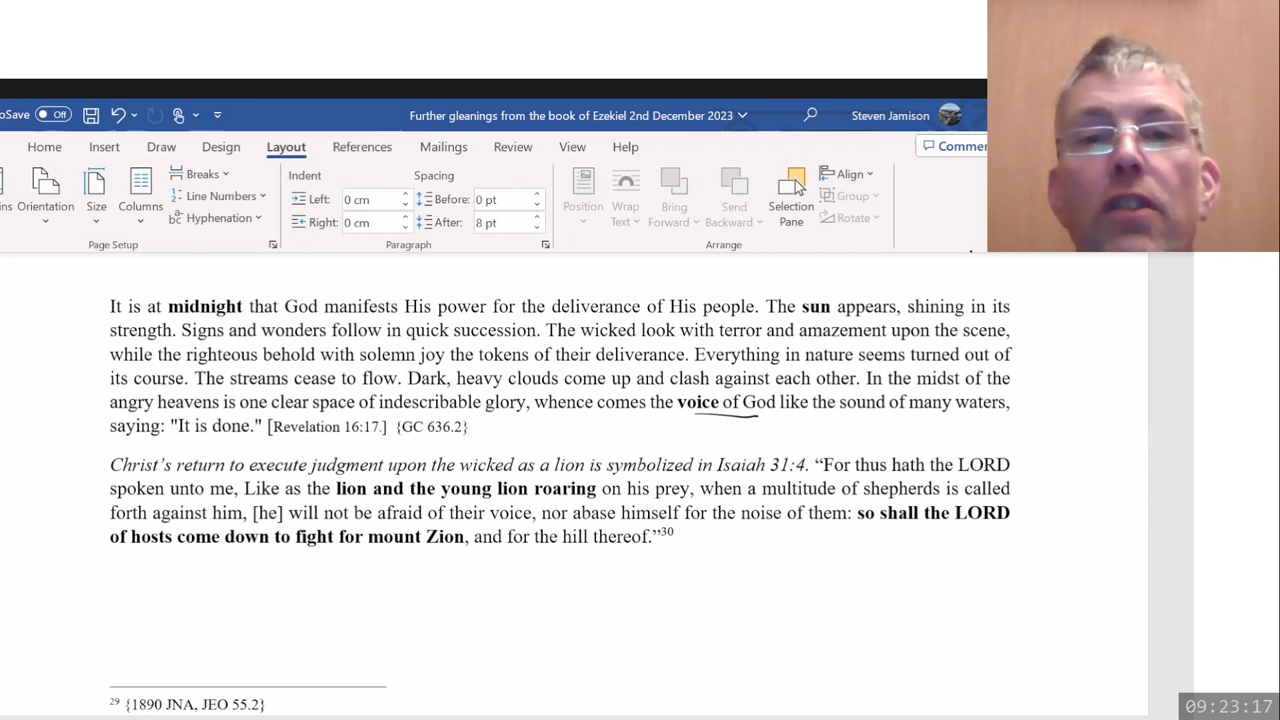 oSave Off Further gleanings from the book of Ezekiel 2nd December 2023 Steven Jamison
Home Insert Draw Design Layout References Mailings Review View Help Commer
ins Orientation Size Columns Breaks Line Numbers Hyphenation
Page Setup
Indent Spacing
Left: 0 cm Before: 0 pt
Right: 0 cm After: 8 pt
Paragraph
Position Wrap Text Bring Forward Send Backward Selection Pane Align Group Rotate
Arrange
It is at midnight that God manifests His power for the deliverance of His people. The sun appears, shining in its
strength. Signs and wonders follow in quick succession. The wicked look with terror and amazement upon the scene,
while the righteous behold with solemn joy the tokens of their deliverance. Everything in nature seems turned out of
its course. The streams cease to flow. Dark, heavy clouds come up and clash against each other. In the midst of the
angry heavens is one clear space of indescribable glory, whence comes the voice of God like the sound of many waters,
saying: "It is done." [Revelation 16:17.] {GC 636.2}
Christ’s return to execute judgment upon the wicked as a lion is symbolized in Isaiah 31:4. “For thus hath the LORD
spoken unto me, Like as the lion and the young lion roaring on his prey, when a multitude of shepherds is called
forth against him, [he] will not be afraid of their voice, nor abase himself for the noise of them: so shall the LORD
of hosts come down to fight for mount Zion, and for the hill thereof.”30
29 {1890 JNA, JEO 55.2}
09:23:17